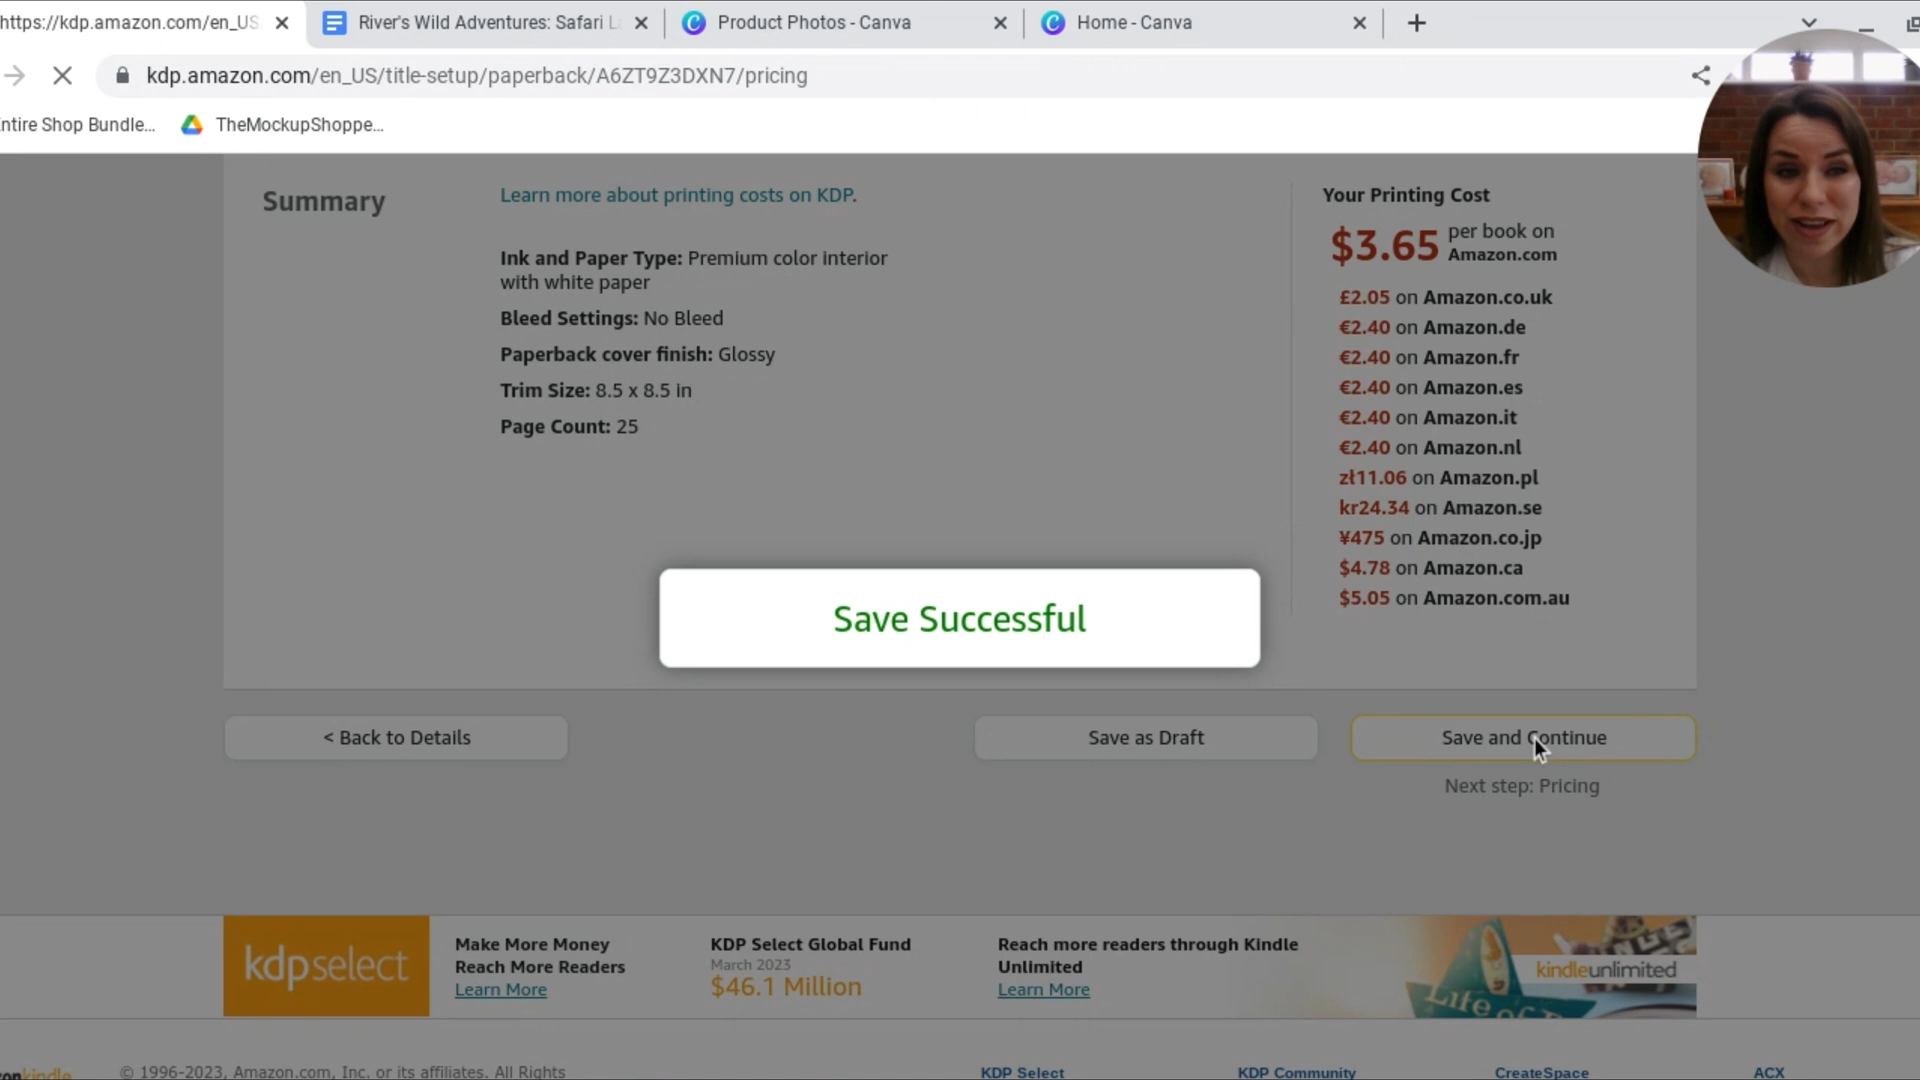 https://kdp.amazon.com/en_US
River's Wild Adventures: Safari L
Product Photos - Canva
Home - Canva
kdp.amazon.com/en_US/title-setup/paperback/A6ZT9Z3DXN7/pricing
ntire Shop Bundle...
TheMockupShoppe...
Summary
Learn more about printing costs on KDP.
Ink and Paper Type: Premium color interior
with white paper
Bleed Settings: No Bleed
Paperback cover finish: Glossy
Trim Size: 8.5 x 8.5 in
Page Count: 25
Your Printing Cost
$3.65 per book on
Amazon.com
£2.05 on Amazon.co.uk
€2.40 on Amazon.de
€2.40 on Amazon.fr
€2.40 on Amazon.es
€2.40 on Amazon.it
€2.40 on Amazon.nl
zł11.06 on Amazon.pl
kr24.34 on Amazon.se
¥475 on Amazon.co.jp
$4.78 on Amazon.ca
$5.05 on Amazon.com.au
Save Successful
< Back to Details
Save as Draft
Save and Continue
Next step: Pricing
kdpselect
Make More Money
Reach More Readers
Learn More
KDP Select Global Fund
March 2023
$46.1 Million
Reach more readers through Kindle
Unlimited
Learn More
kindleunlimited
Life of
onkindle
© 1996-2023, Amazon.com, Inc. or its affiliates. All Rights
KDP Select
KDP Community
CreateSpace
ACX